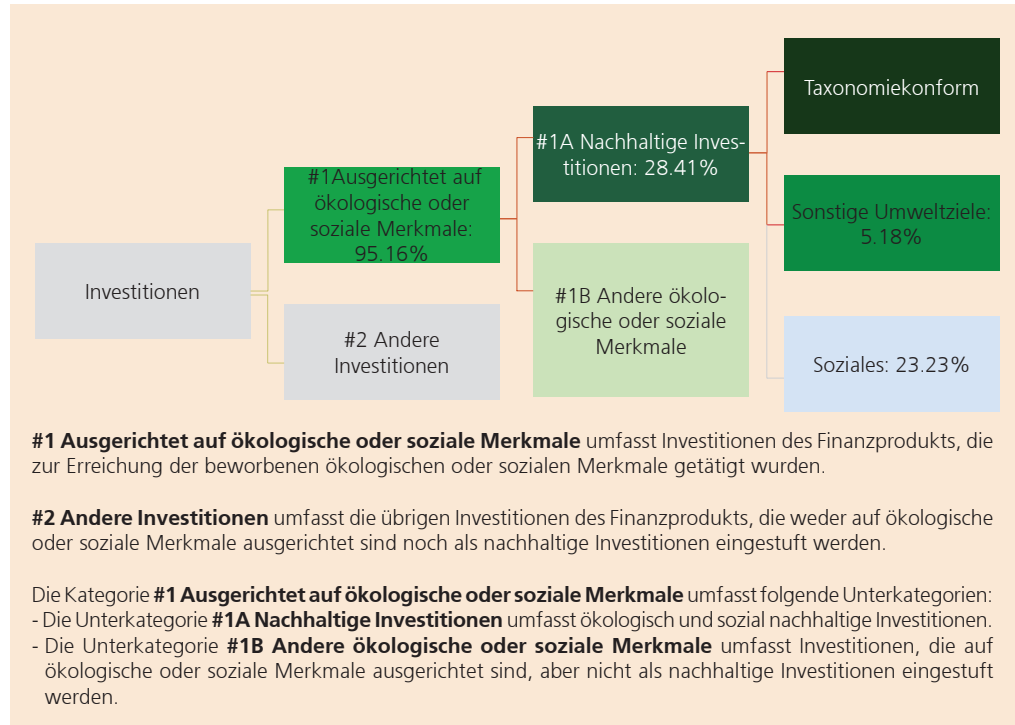 Investitionen
#1Ausgerichtet auf
ökologische oder
soziale Merkmale:
95.16%
#2 Andere
Investitionen
#1A Nachhaltige Inves-
titionen: 28.41%
#1B Andere ökolo-
gische oder soziale
Merkmale
Taxonomiekonform
Sonstige Umweltziele:
5.18%
Soziales: 23.23%
#1 Ausgerichtet auf ökologische oder soziale Merkmale umfasst Investitionen des Finanzprodukts, die
zur Erreichung der beworbenen ökologischen oder sozialen Merkmale getätigt wurden.
#2 Andere Investitionen umfasst die übrigen Investitionen des Finanzprodukts, die weder auf ökologische
oder soziale Merkmale ausgerichtet sind noch als nachhaltige Investitionen eingestuft werden.
Die Kategorie #1 Ausgerichtet auf ökologische oder soziale Merkmale umfasst folgende Unterkategorien:
- Die Unterkategorie #1A Nachhaltige Investitionen umfasst ökologisch und sozial nachhaltige Investitionen.
- Die Unterkategorie #1B Andere ökologische oder soziale Merkmale umfasst Investitionen, die auf
ökologische oder soziale Merkmale ausgerichtet sind, aber nicht als nachhaltige Investitionen eingestuft
werden.